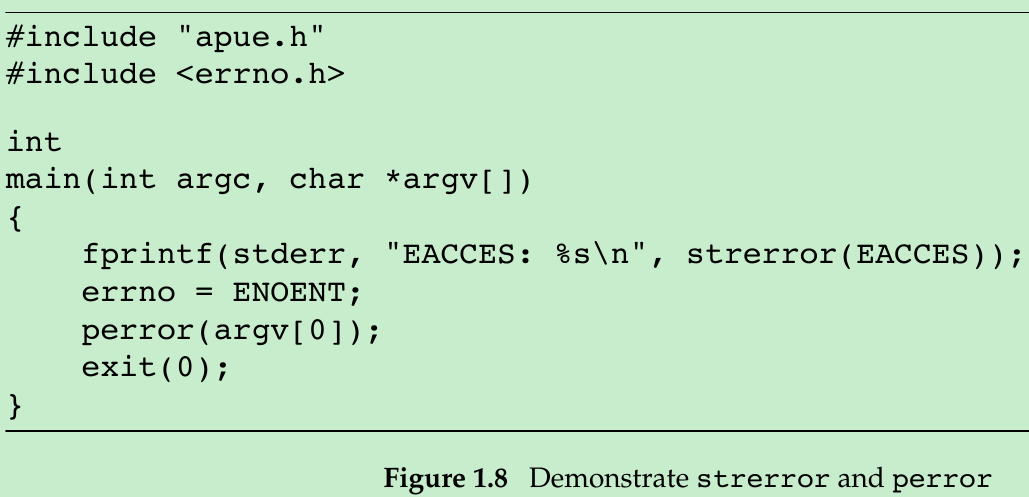 #include "apue.h"
#include <errno.h>
int
main(int argc, char *argv[])
{
    fprintf(stderr, "EACCES: %s\n", strerror(EACCES));
    errno = ENOENT;
    perror(argv[0]);
    exit(0);
}
Figure 1.8 Demonstrate strerror and perror